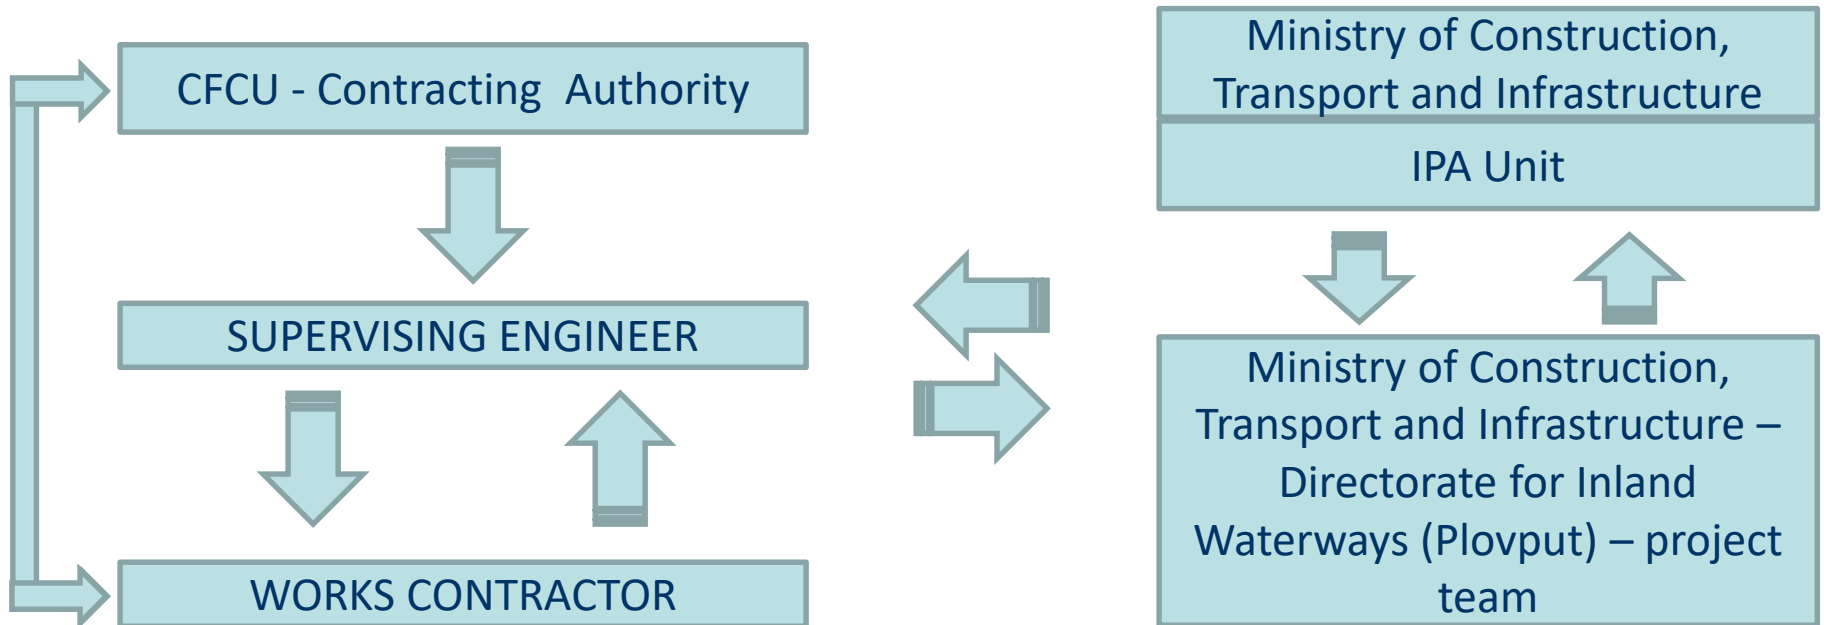 CFCU - Contracting  Authority
SUPERVISING ENGINEER
WORKS CONTRACTOR
Ministry of Construction,
Transport and Infrastructure
IPA Unit
Ministry of Construction,
Transport and Infrastructure –
Directorate for Inland
Waterways (Plovput) – project
team